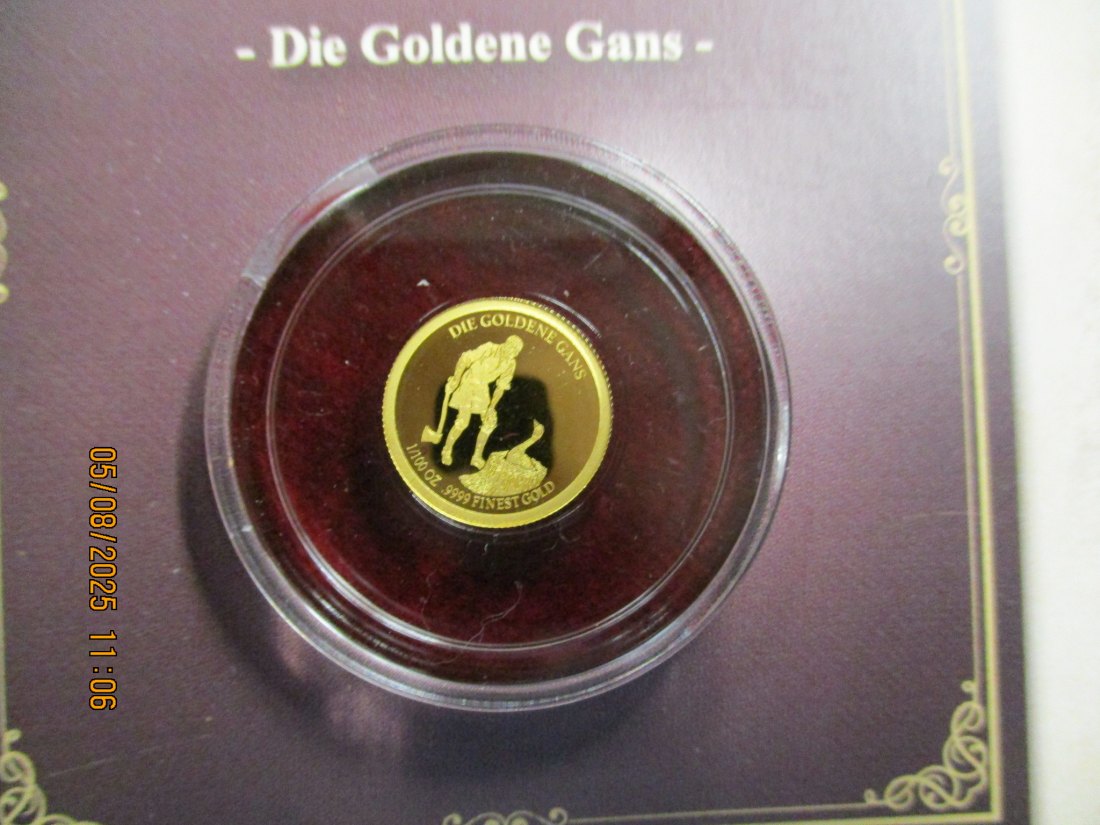 - Die Goldene Gans -
DIE GOLDENE GANS
1/100 OZ .9999 FINEST GOLD
05/08/2025 11:06